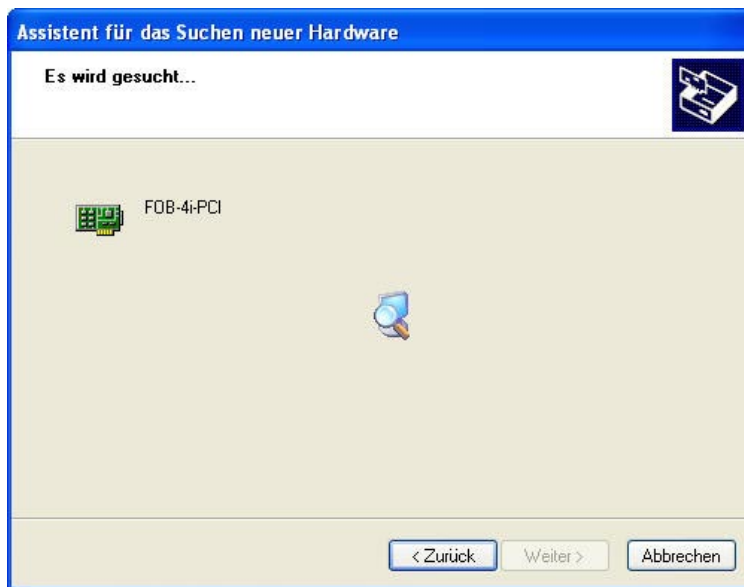 Assistent für das Suchen neuer Hardware
Es wird gesucht...
FOB-4i-PCI
< Zurück
Weiter >
Abbrechen